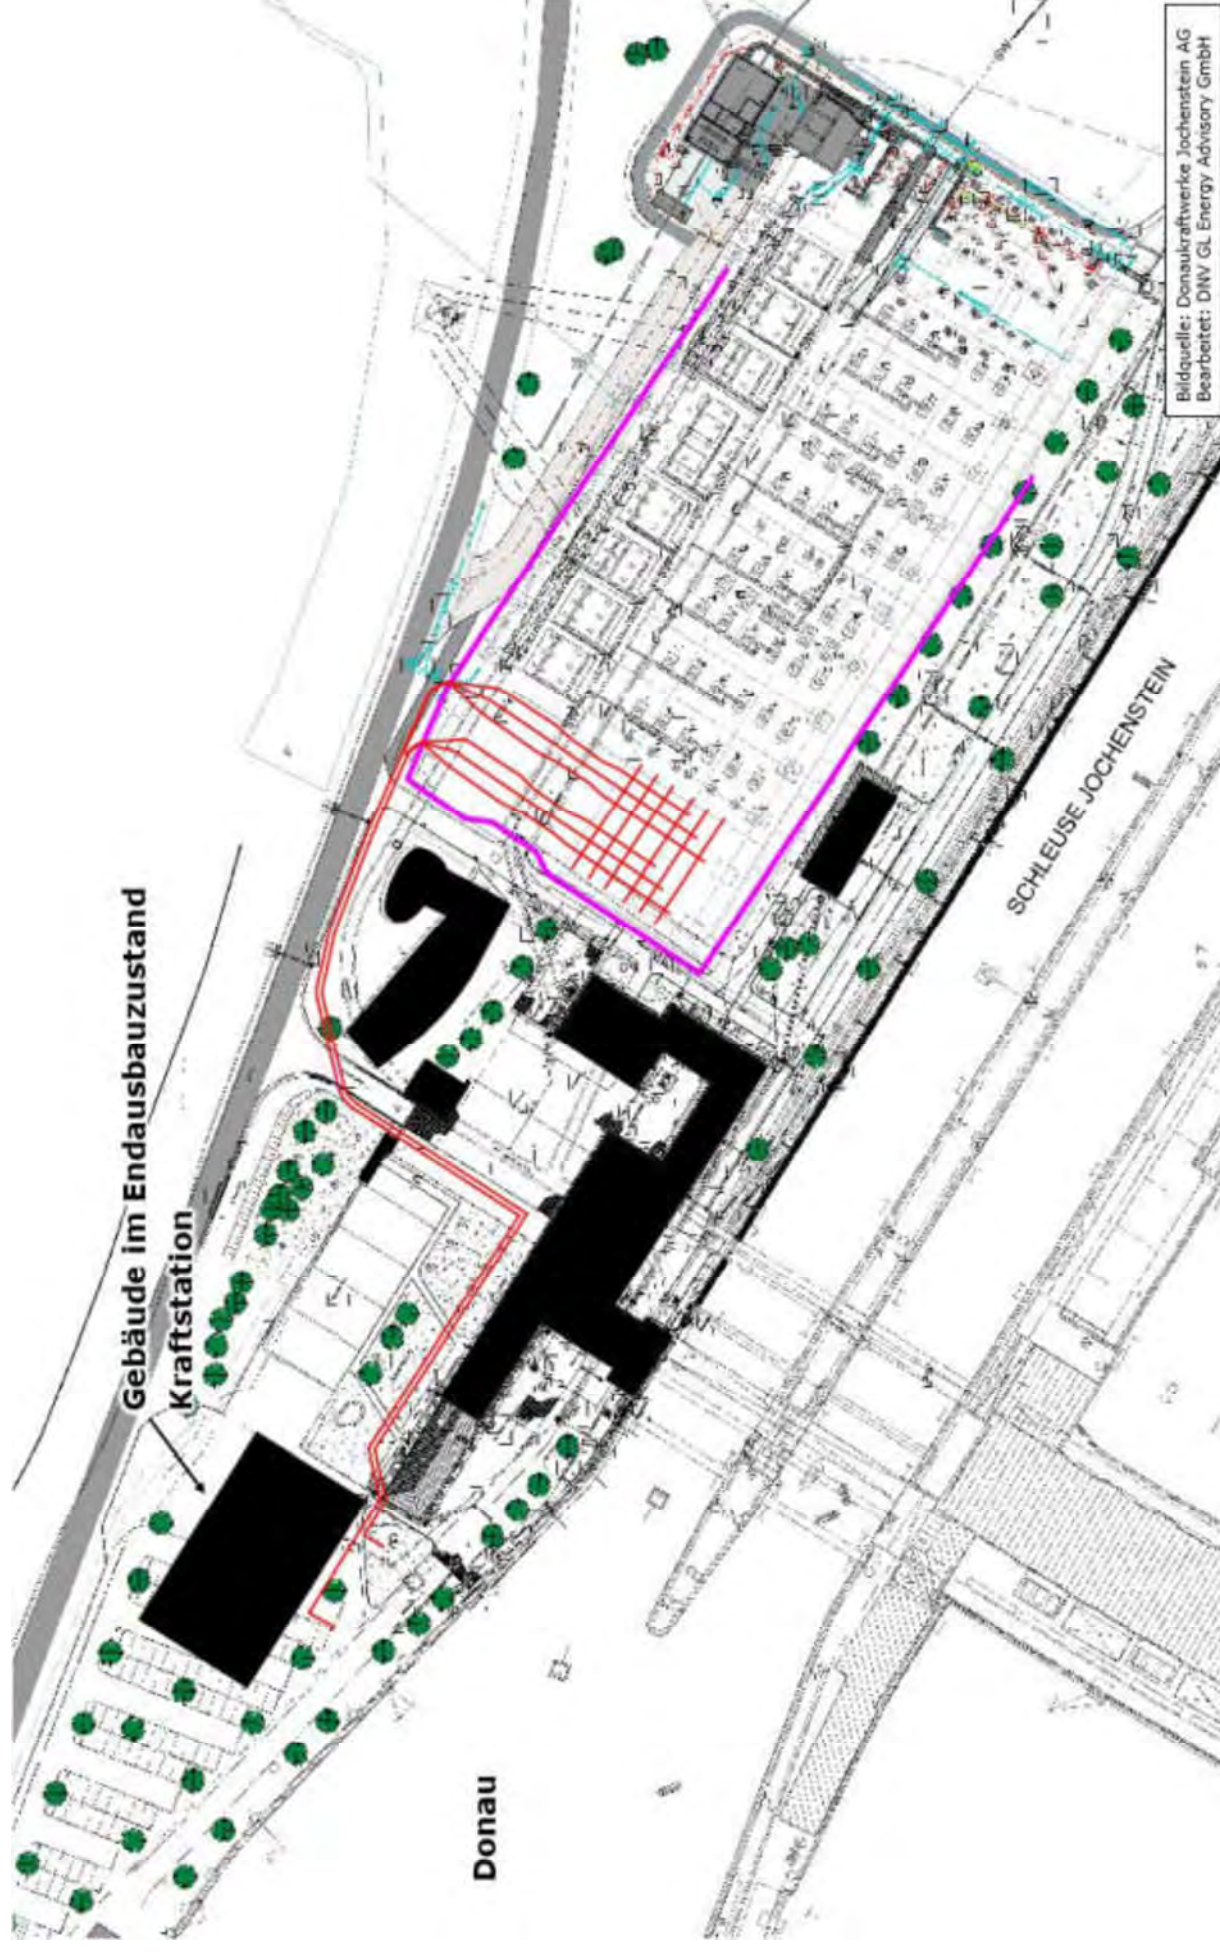 Gebäude im Endausbauzustand
Kraftstation
SCHLEUSE JOCHENSTEIN
Donau
Bildquelle: Donaukraftwerke Jochenstein AG
Bearbeitet: DNV GL Energy Advisory GmbH